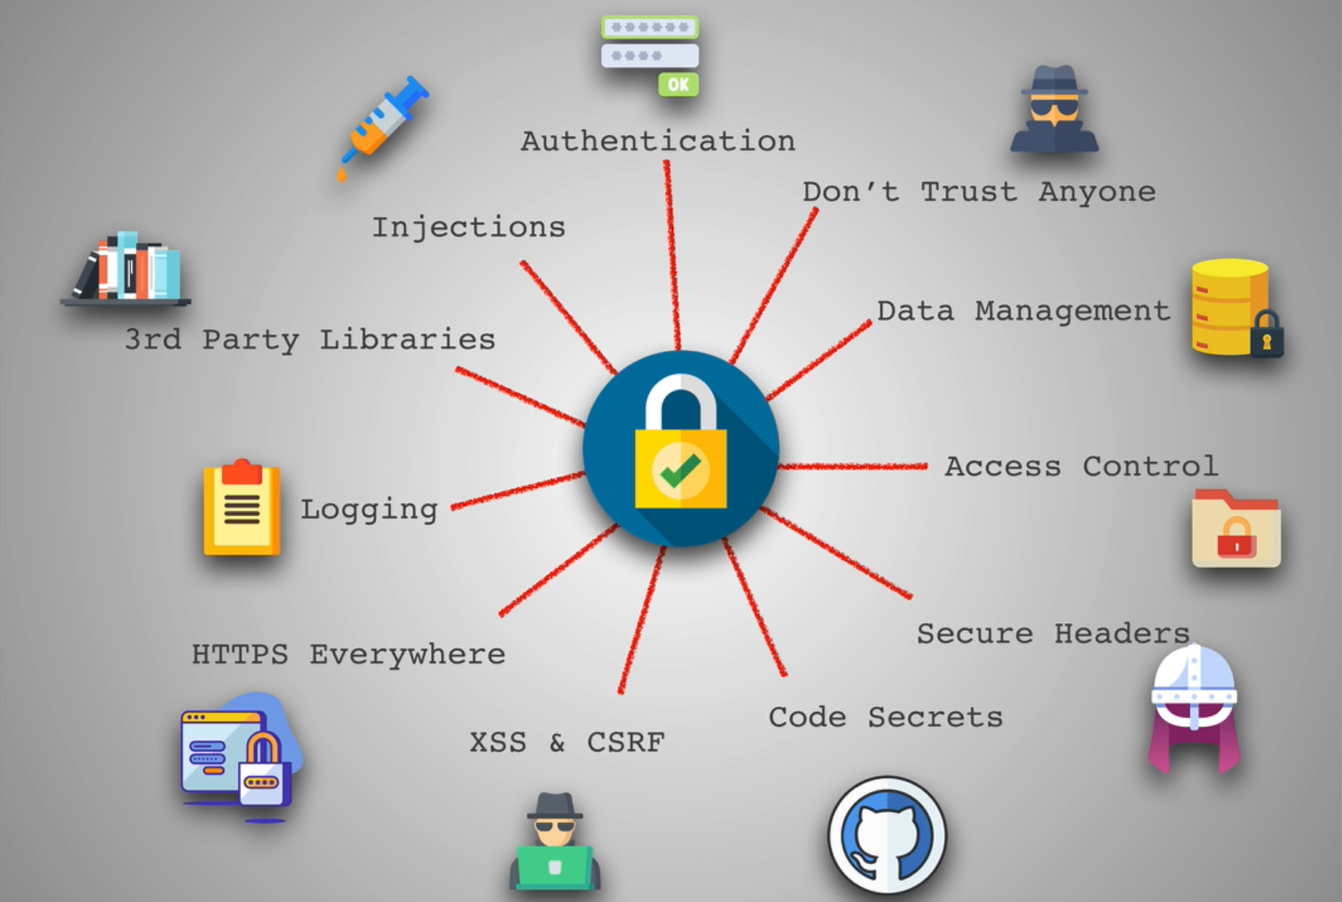 OK
Authentication
Don't Trust Anyone
Injections
Data Management
3rd Party Libraries
Access Control
Logging
Secure Headers
HTTPS Everywhere
Code Secrets
XSS & CSRF